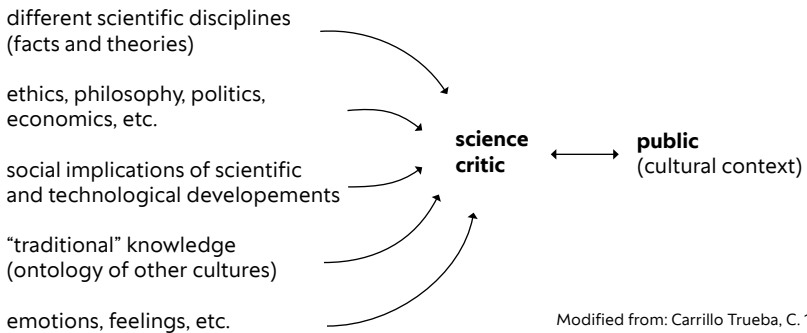 different scientific disciplines
(facts and theories)
ethics, philosophy, politics,
economics, etc.
social implications of scientific
and technological developements
“traditional” knowledge
(ontology of other cultures)
emotions, feelings, etc.
science
critic
public
(cultural context)
Modified from: Carrillo Trueba, C.